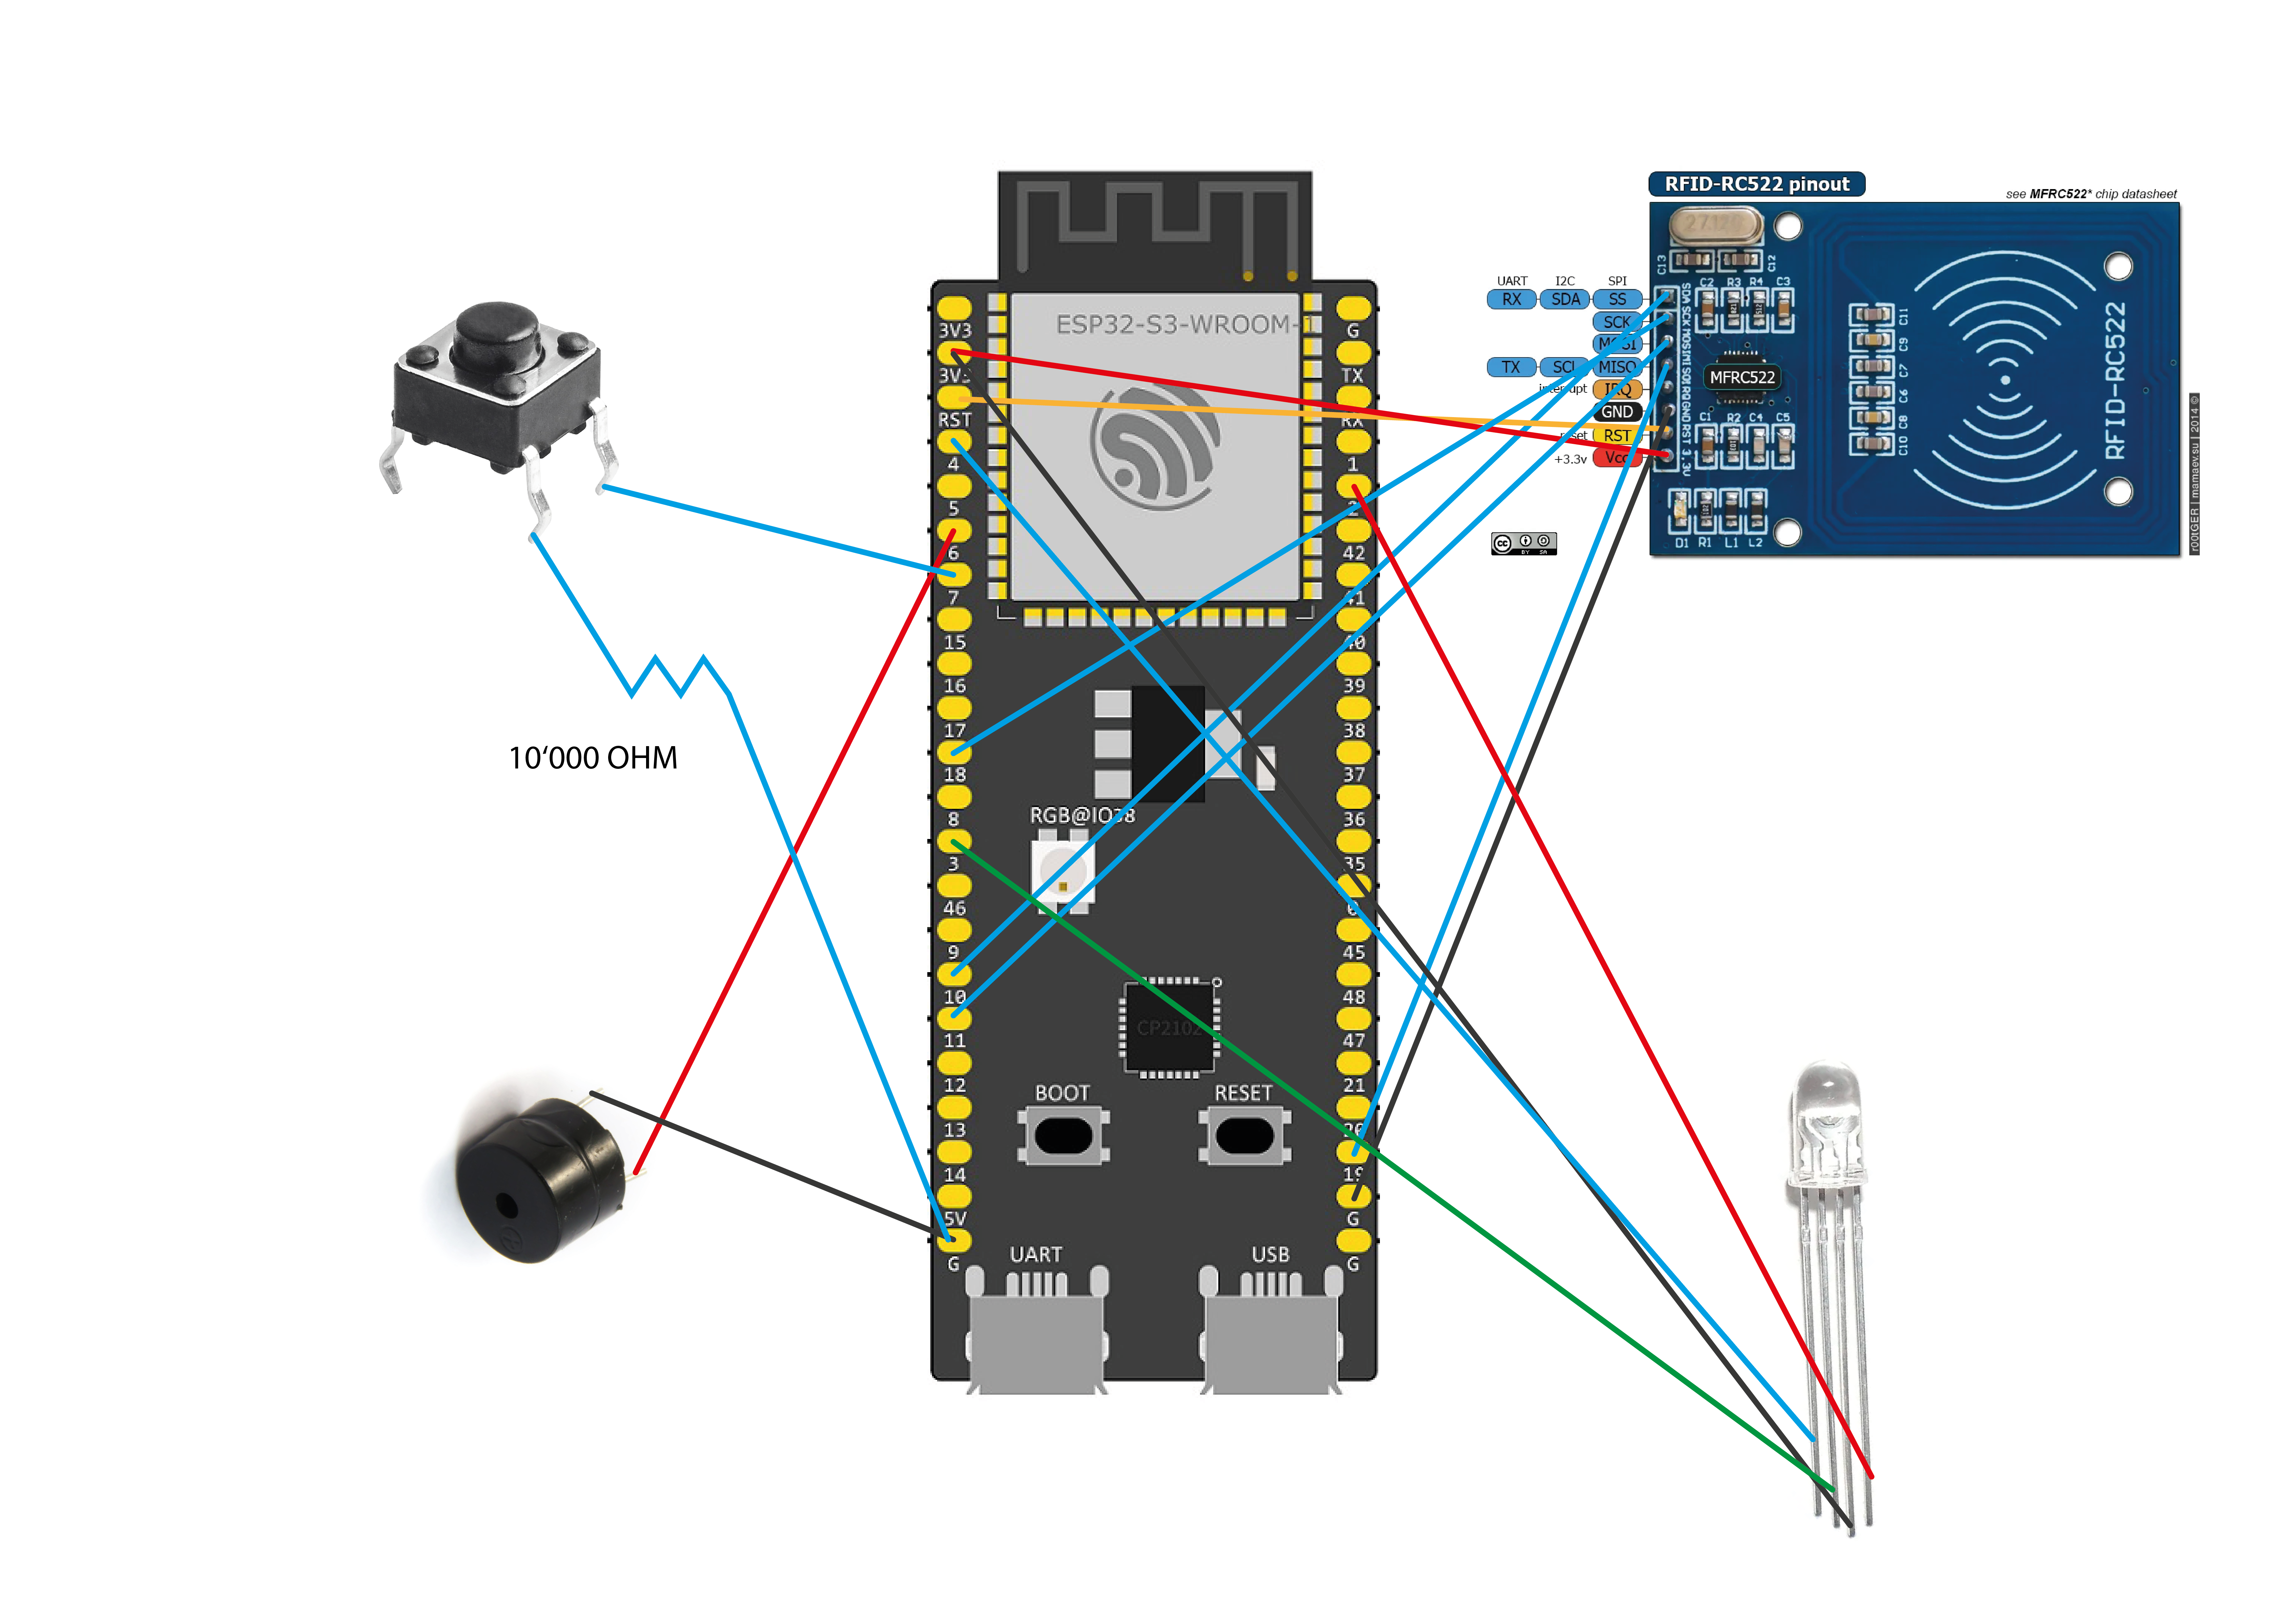 RFID-RC522 pinout
see MFRC522* chip datasheet
27.12
C13
C12
UART I2C SPI
RX SDA SS
SCK
MOSI
TX SCL MISO
interrupt IRQ
GND
reset RST
+3.3v Vcc
SDA SCK MOSI MISO IRQ GND RST 3.3V
C2 R3 R4 C3
MFRC522
C1 R2 C4 C5
D1 R1 L1 L2
C11
C9
C7
C6
C8
C10
RFID-RC522
r00tGER | mamaev.su | 2014 ©
cc
BY SA
ESP32-S3-WROOM-1
3V3
3V3
RST
4
5
6
7
15
16
17
18
8
3
46
9
10
11
12
13
14
5V
G
G
TX
RX
1
2
42
41
40
39
38
37
36
35
0
45
48
47
21
20
19
G
G
RGB@IO38
CP2102
BOOT
RESET
UART
USB
10‘000 OHM